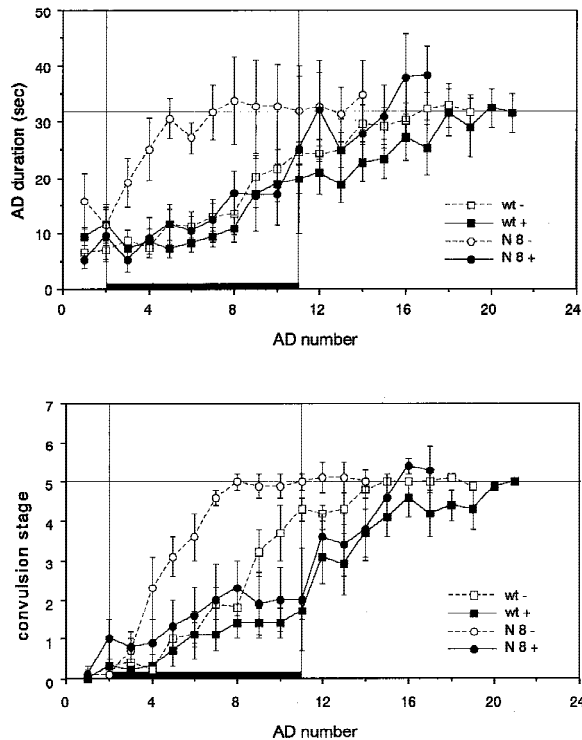 50
40
30
20
10
0
AD duration (sec)
wt -
wt +
N 8 -
N 8 +
0 4 8 12 16 20 24
AD number
7
6
5
4
3
2
1
0
convulsion stage
wt -
wt +
N 8 -
N 8 +
0 4 8 12 16 20 24
AD number